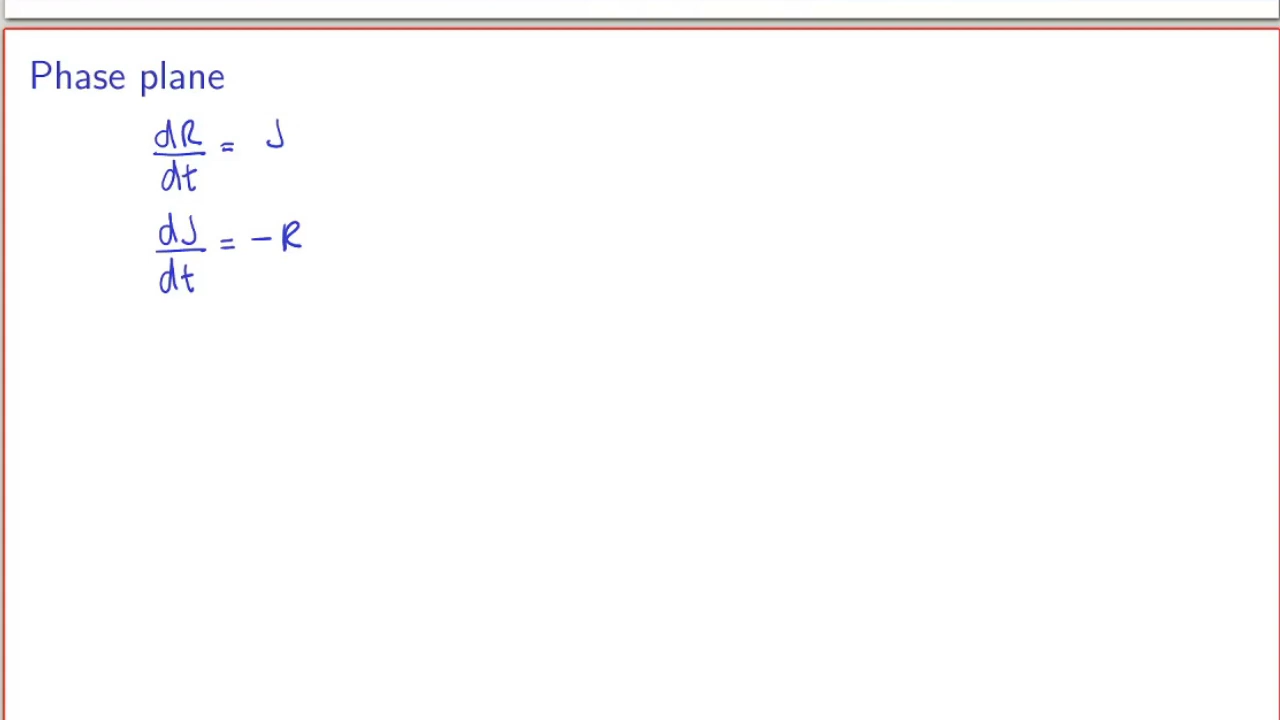 Phase plane
dR/dt = J
dJ/dt = -R